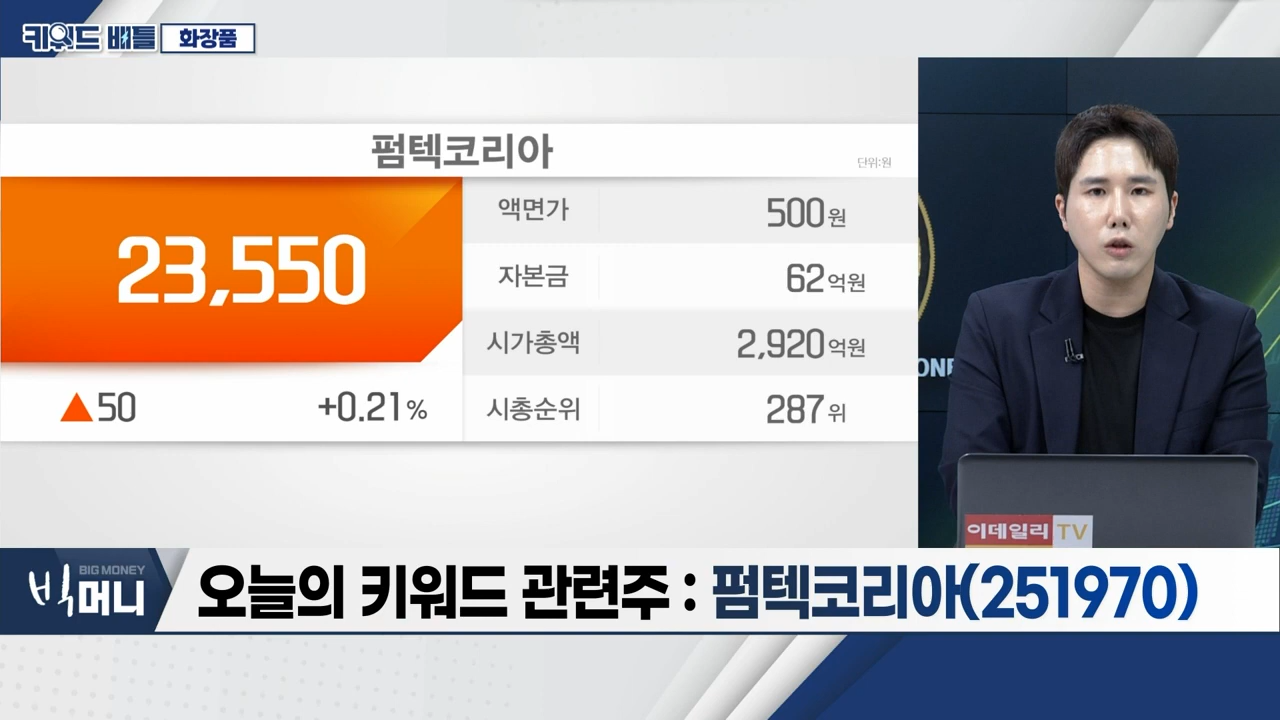 키워드 배틀 화장품
펌텍코리아
단위:원
23,550
▲50 +0.21%
액면가 500원
자본금 62억원
시가총액 2,920억원
시총순위 287위
이데일리TV
빅머니 BIG MONEY
오늘의 키워드 관련주 : 펌텍코리아(251970)